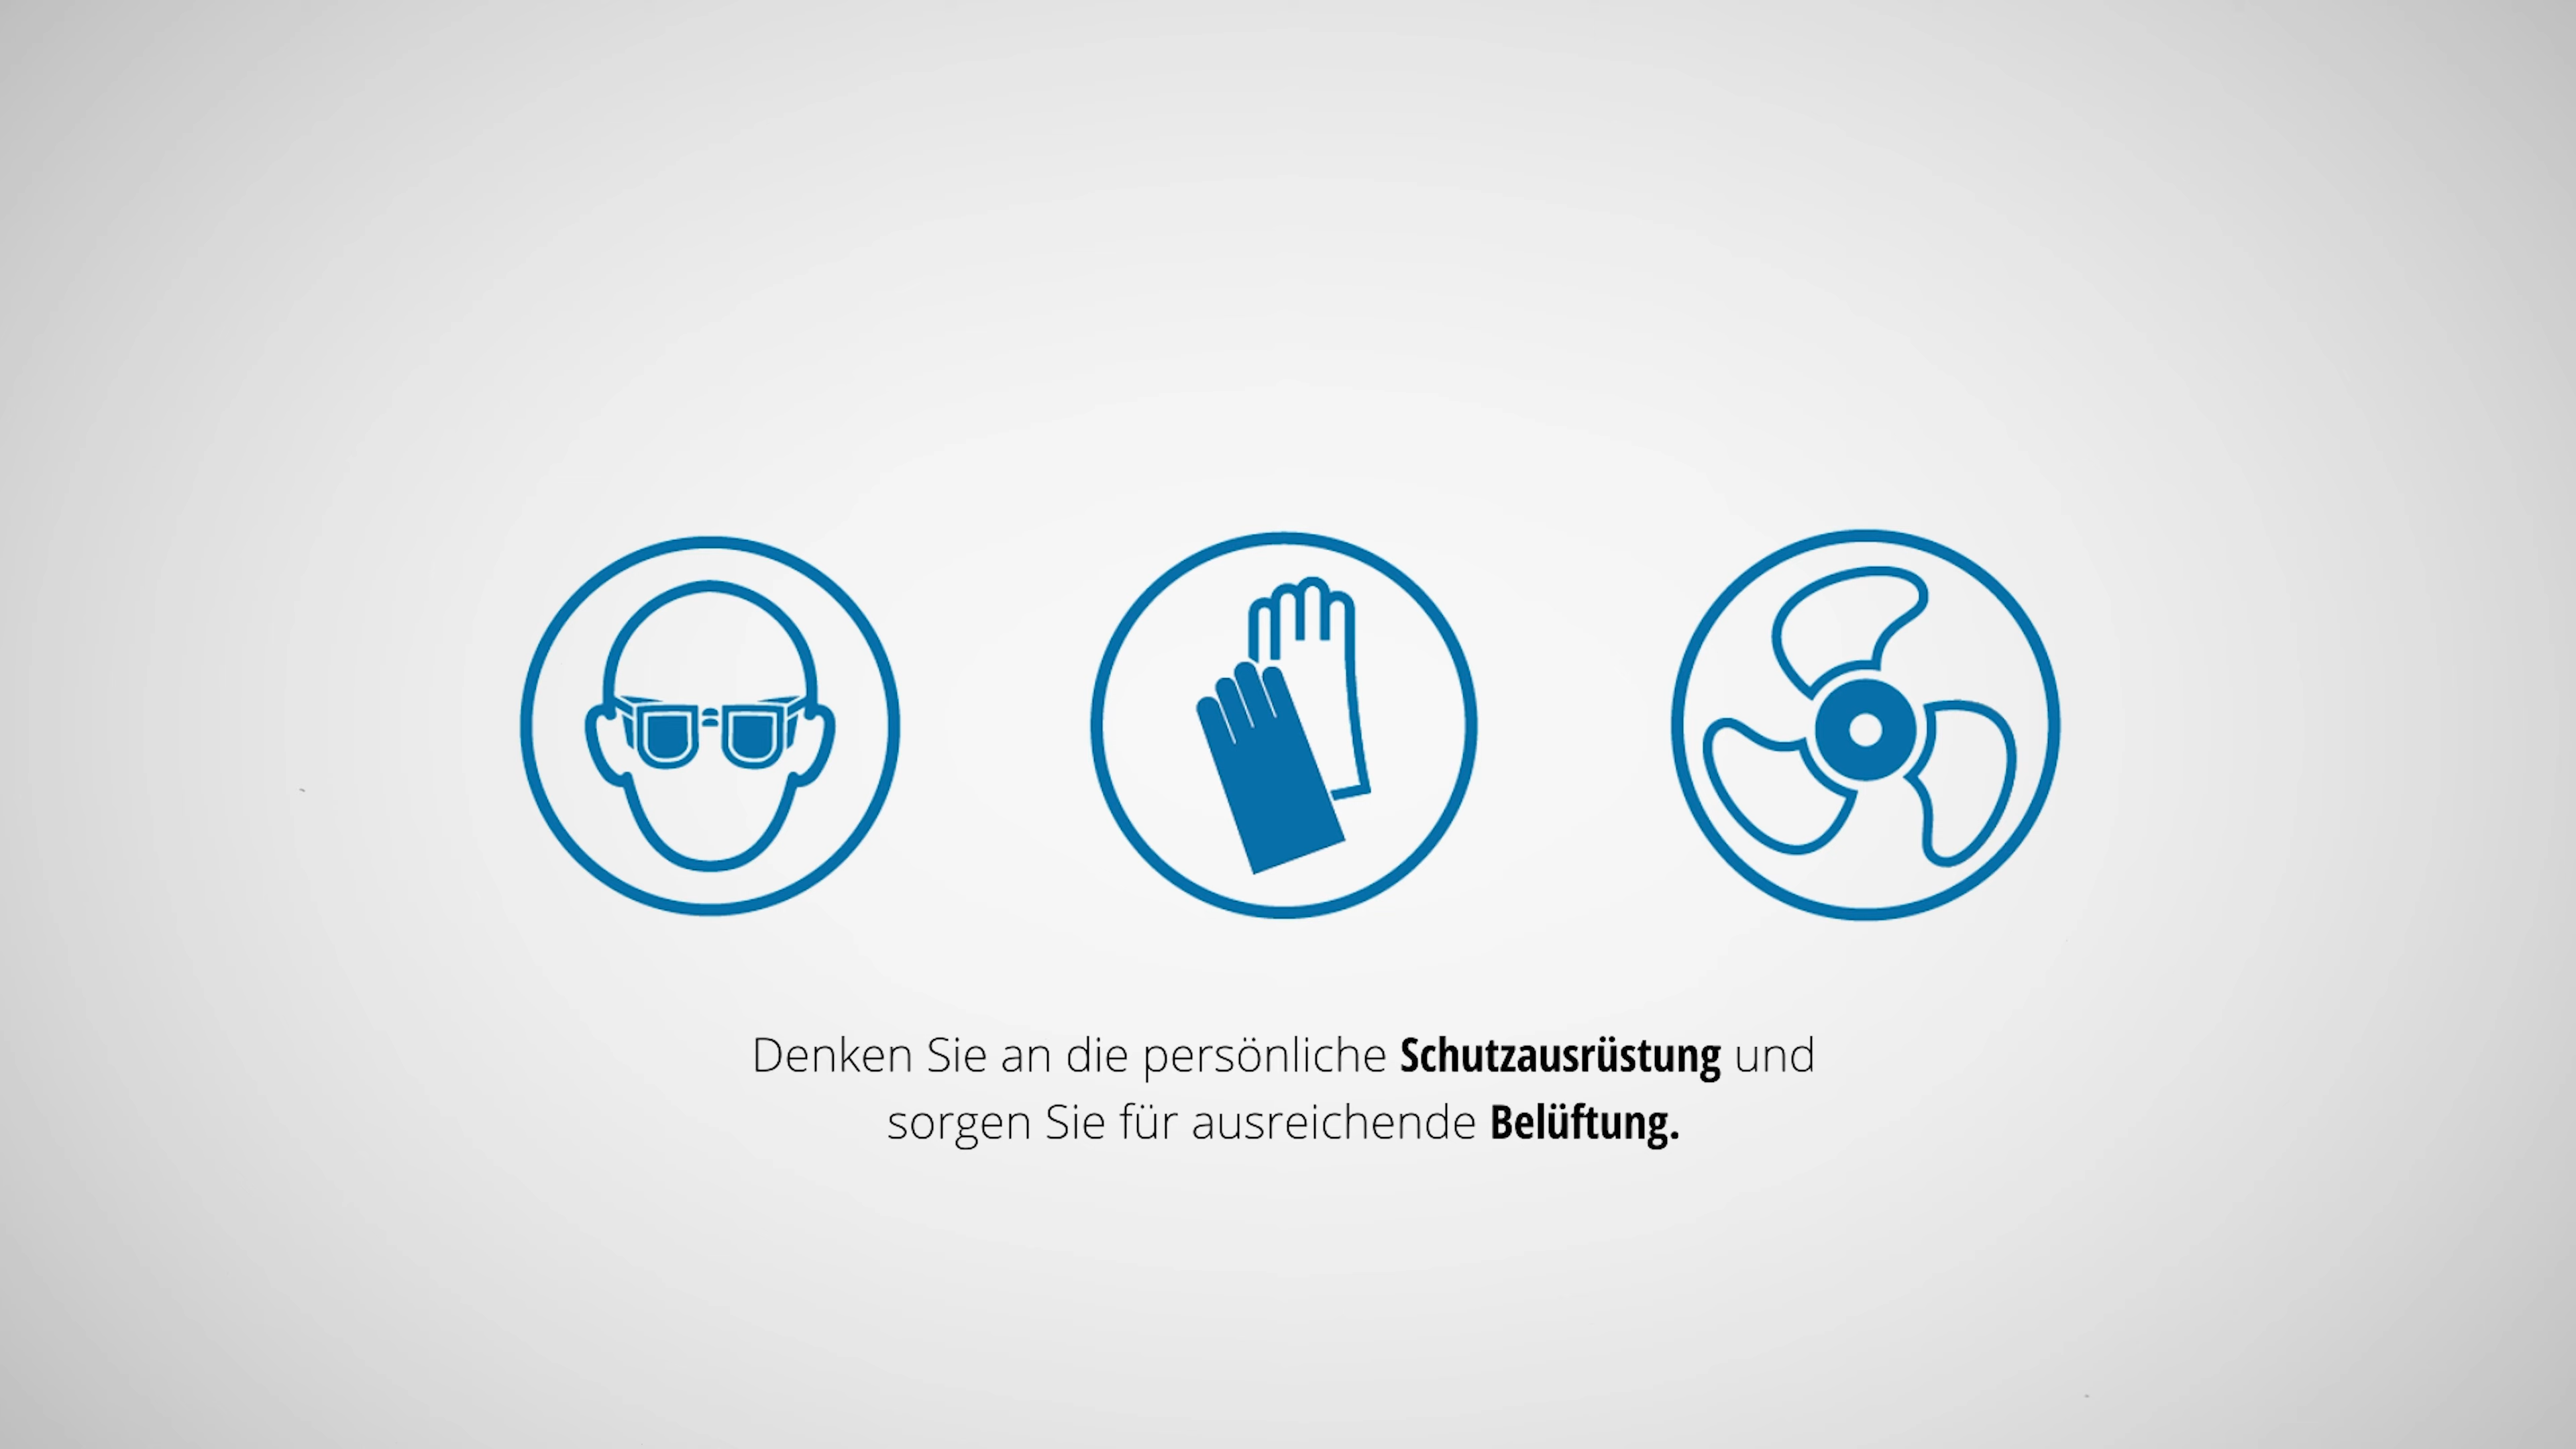 Denken Sie an die persönliche Schutzausrüstung und
sorgen Sie für ausreichende Belüftung.